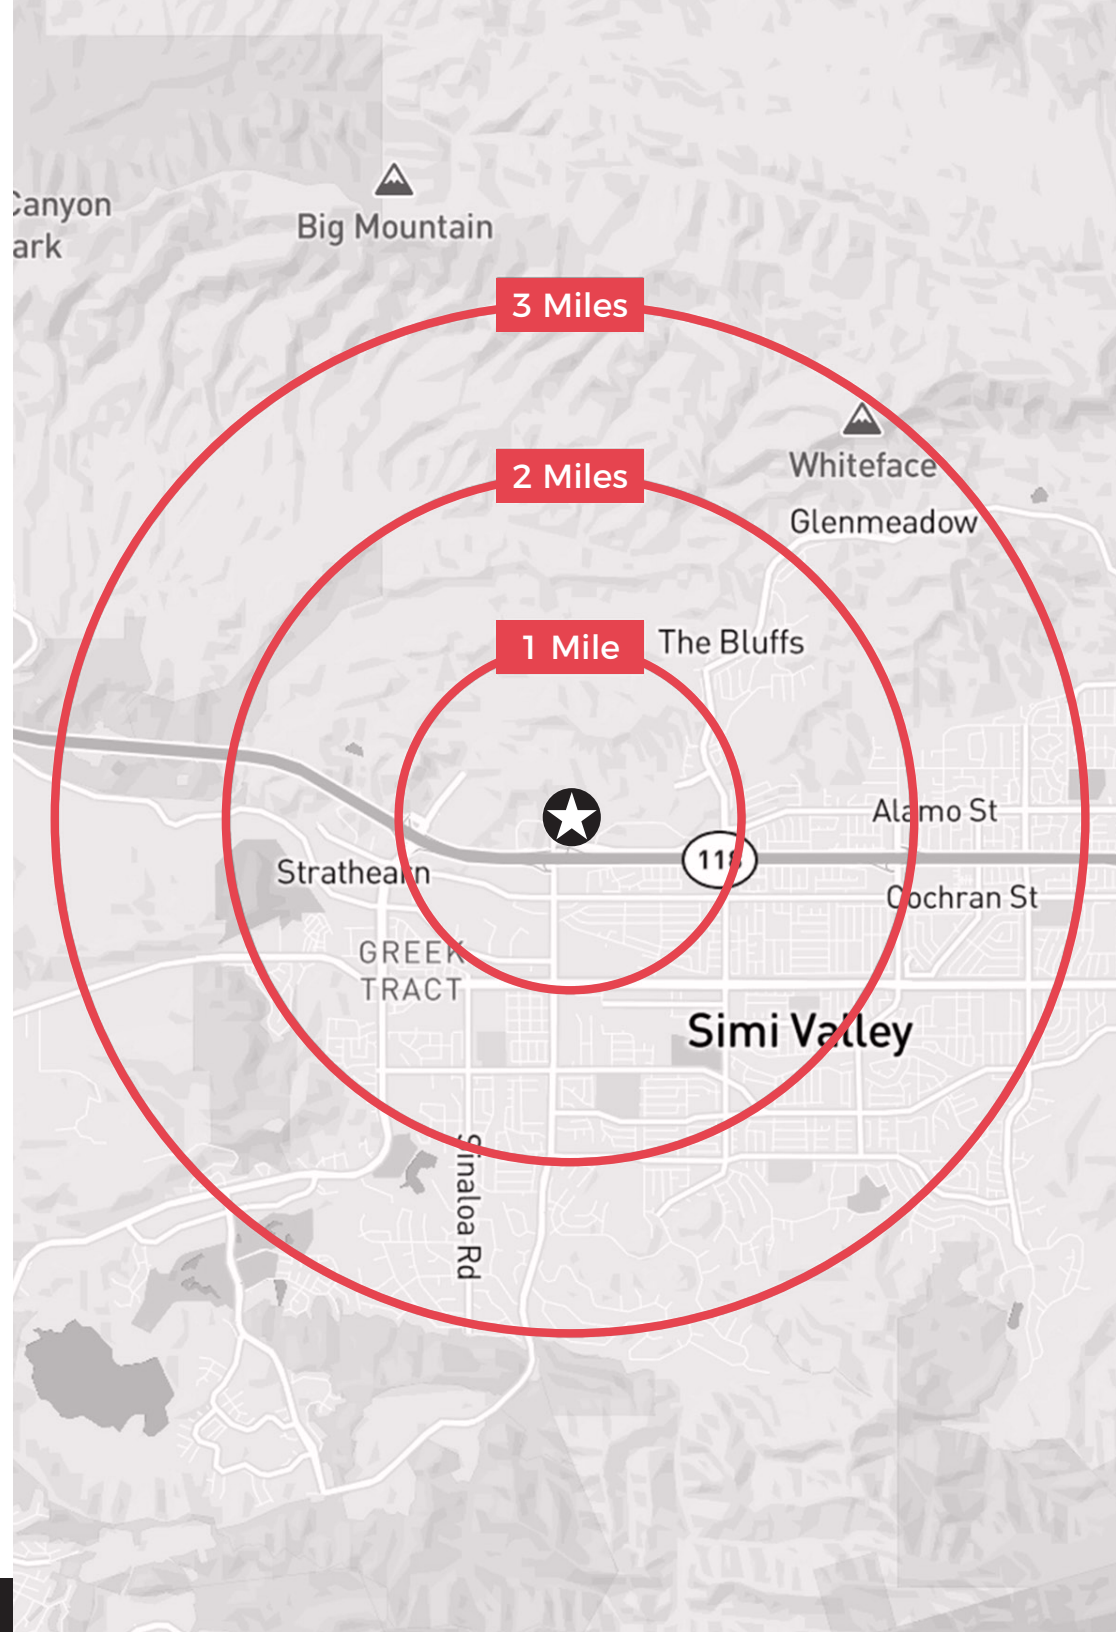 Canyon
ark
Big Mountain
3 Miles
Whiteface
2 Miles
Glenmeadow
1 Mile
The Bluffs
Alamo St
118
Strathearn
Cochran St
GREEK
TRACT
Simi Valley
Sinaloa Rd